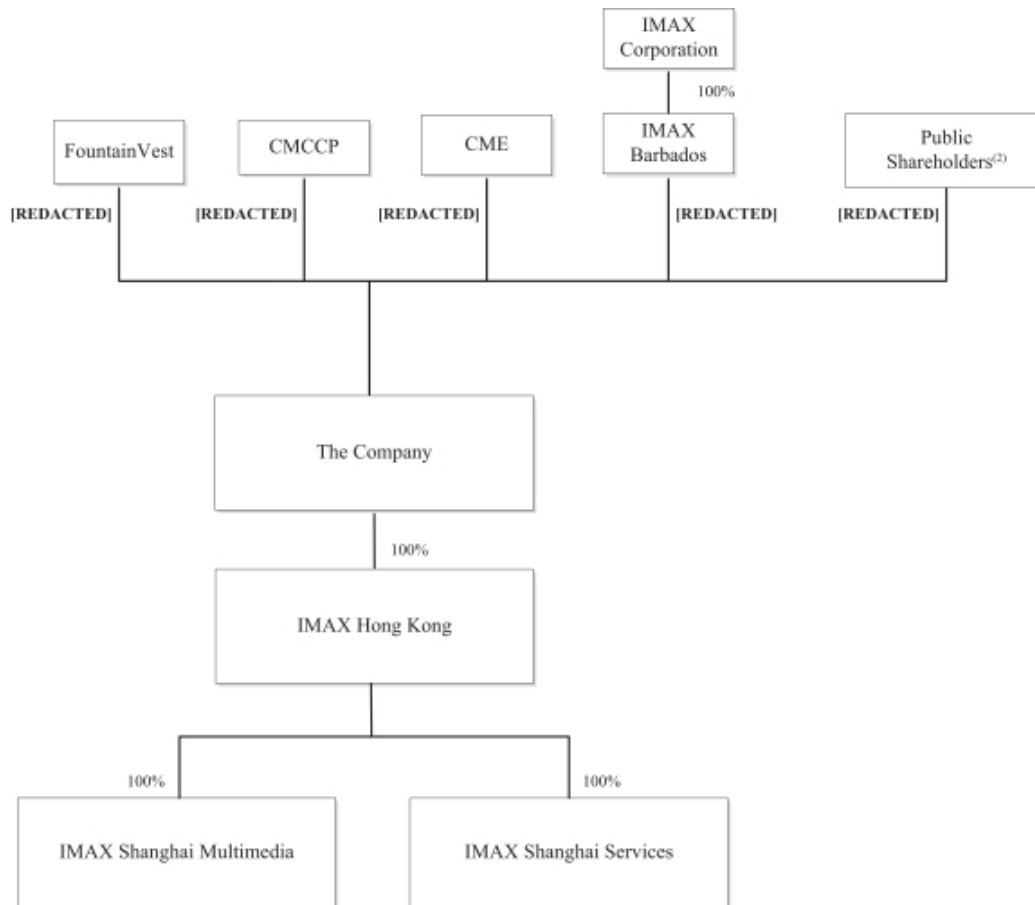 IMAX
Corporation
100%
FountainVest
CMCCP
CME
IMAX
Barbados
Public
Shareholders⁽²⁾
[REDACTED]
[REDACTED]
[REDACTED]
[REDACTED]
[REDACTED]
The Company
100%
IMAX Hong Kong
100%
100%
IMAX Shanghai Multimedia
IMAX Shanghai Services